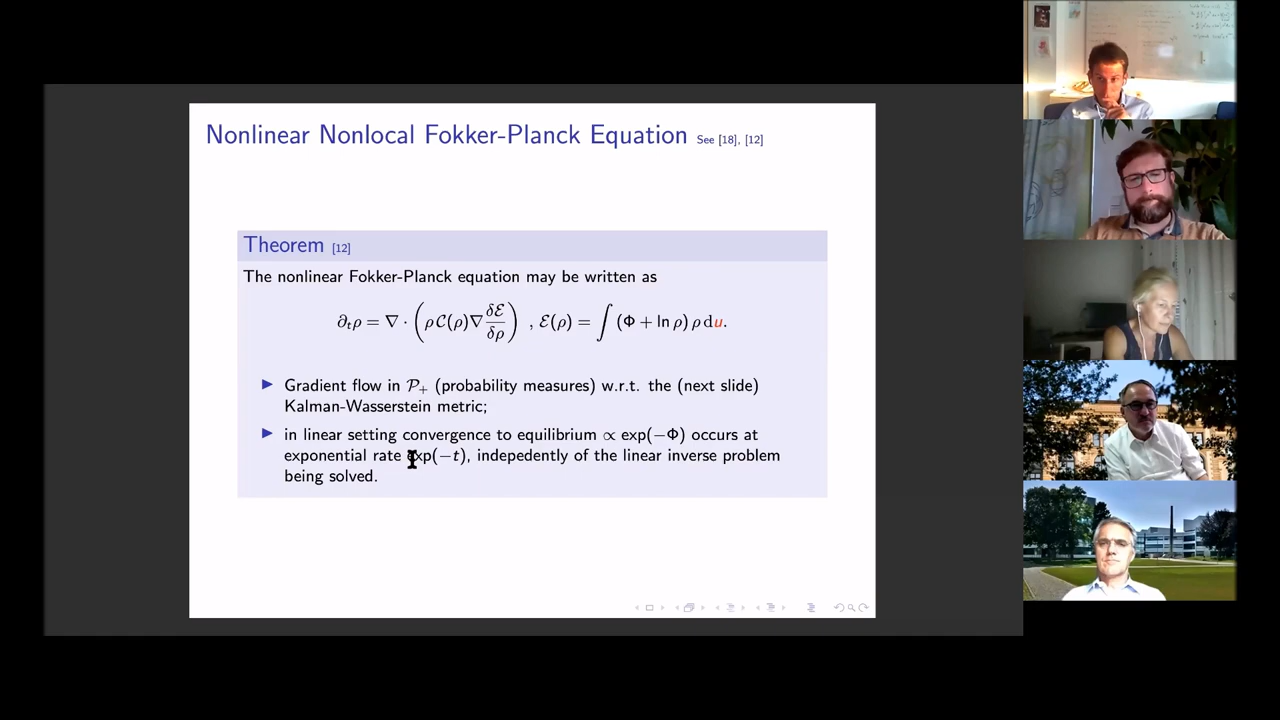 Nonlinear Nonlocal Fokker-Planck Equation See [18], [12]
Theorem [12]
The nonlinear Fokker-Planck equation may be written as
∂ₜρ = ∇ · (ρ𝒞(ρ)∇ δℰ/δρ) , ℰ(ρ) = ∫ (Φ + ln ρ) ρ du.
▶ Gradient flow in 𝒫₊ (probability measures) w.r.t. the (next slide)
Kalman-Wasserstein metric;
▶ in linear setting convergence to equilibrium ∝ exp(−Φ) occurs at
exponential rate exp(−t), indepedently of the linear inverse problem
being solved.